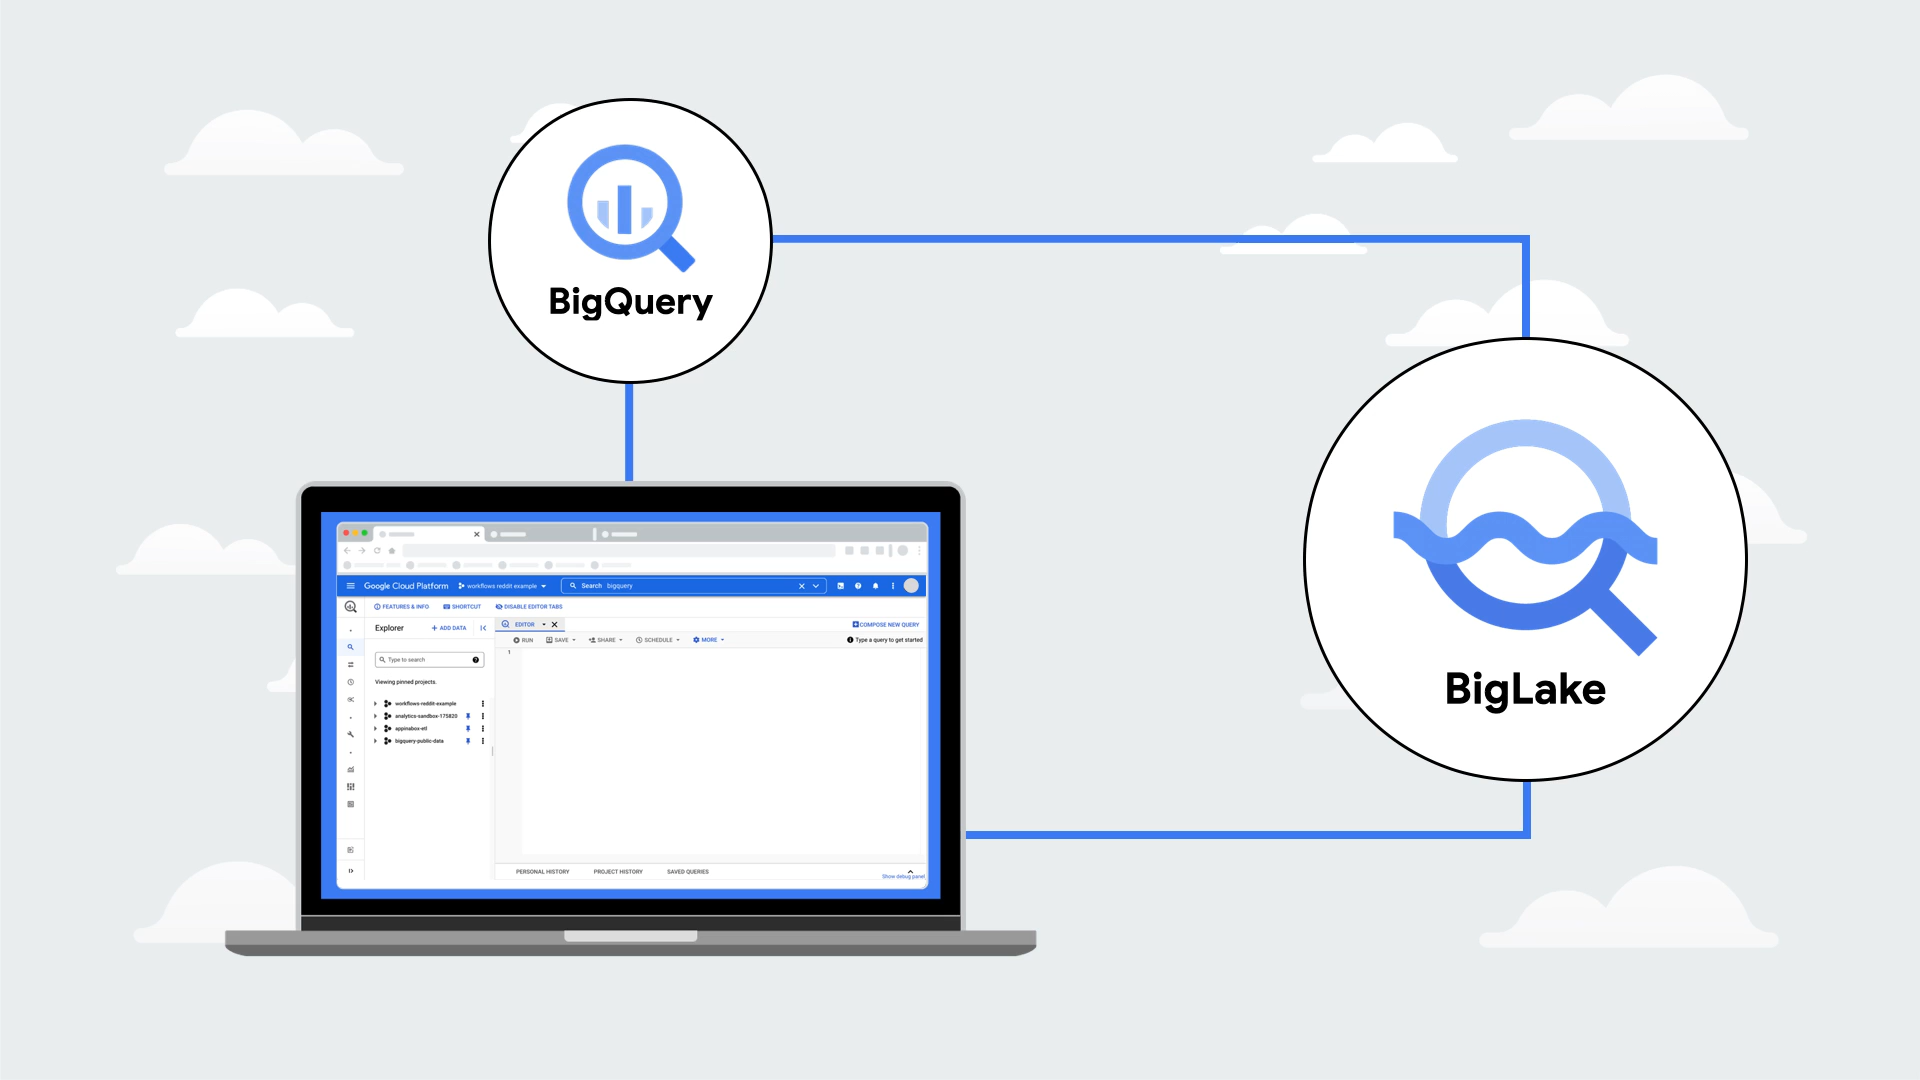 BigQuery
BigLake
Google Cloud Platform workflows reddit example Search bigquery
FEATURES & INFO SHORTCUT DISABLE EDITOR TABS
Explorer + ADD DATA
EDITOR COMPOSE NEW QUERY
RUN SAVE SHARE SCHEDULE MORE Type a query to get started
1
Type to search
Viewing pinned projects.
workflows-reddit-example
analytics-sandbox-175820
appinabox-etl
bigquery-public-data
PERSONAL HISTORY PROJECT HISTORY SAVED QUERIES
Show debug panel